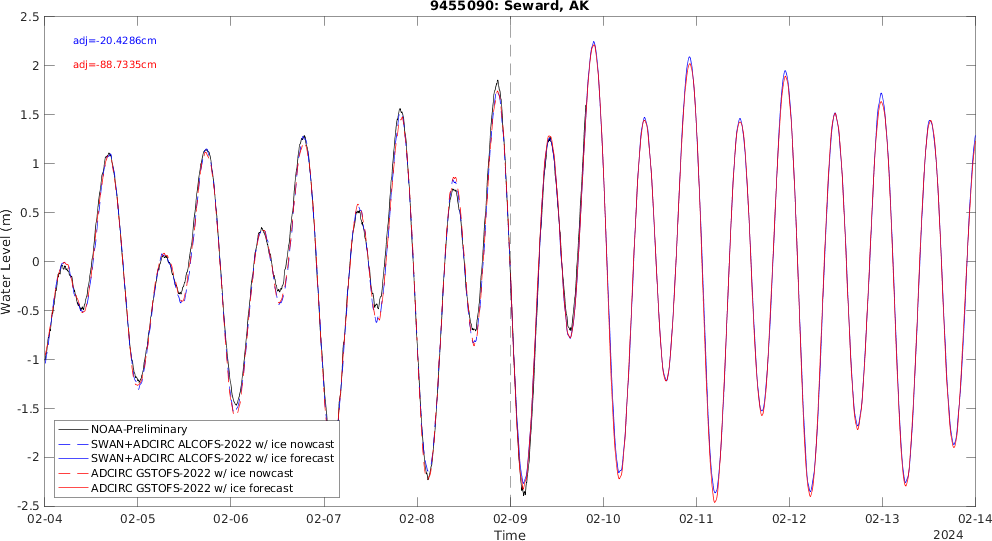 9455090: Seward, AK
adj=-20.4286cm
adj=-88.7335cm
Water Level (m)
2.5
2
1.5
1
0.5
0
-0.5
-1
-1.5
-2
-2.5
NOAA-Preliminary
SWAN+ADCIRC ALCOFS-2022 w/ ice nowcast
SWAN+ADCIRC ALCOFS-2022 w/ ice forecast
ADCIRC GSTOFS-2022 w/ ice nowcast
ADCIRC GSTOFS-2022 w/ ice forecast
02-04 02-05 02-06 02-07 02-08 02-09 02-10 02-11 02-12 02-13 02-14
Time
2024